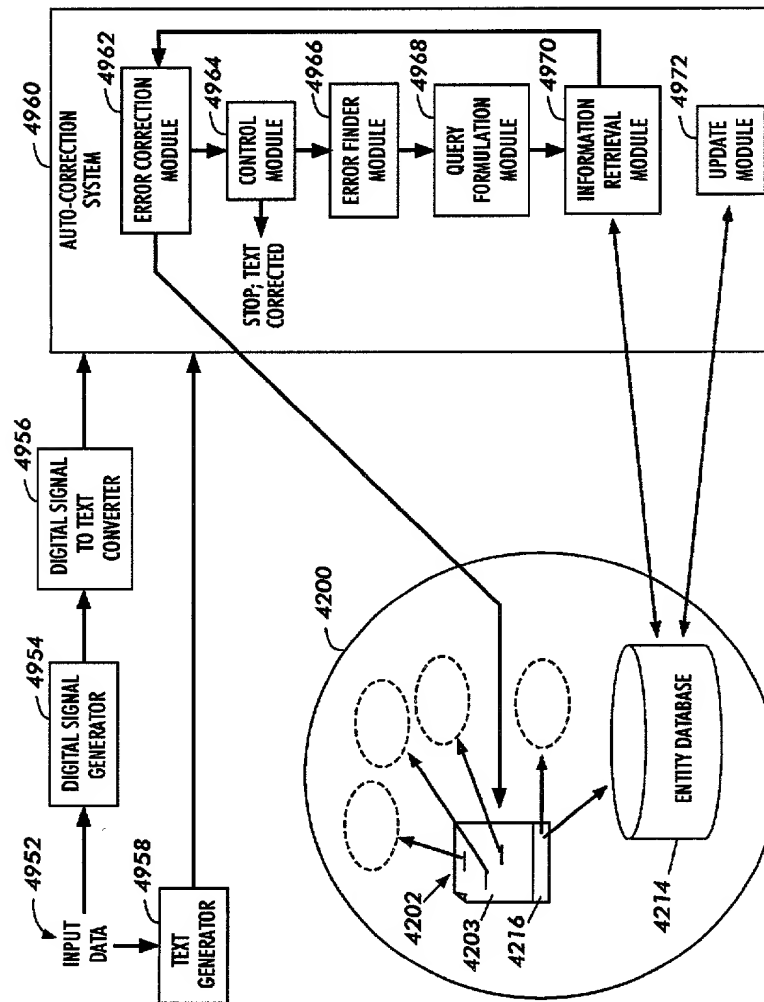 4952
INPUT
DATA
4954
DIGITAL SIGNAL
GENERATOR
4956
DIGITAL SIGNAL
TO TEXT
CONVERTER
4958
TEXT
GENERATOR
4960
AUTO-CORRECTION
SYSTEM
4962
ERROR CORRECTION
MODULE
4964
CONTROL
MODULE
STOP; TEXT
CORRECTED
4966
ERROR FINDER
MODULE
4968
QUERY
FORMULATION
MODULE
4970
INFORMATION
RETRIEVAL
MODULE
4972
UPDATE
MODULE
4200
4202
4203
4216
ENTITY DATABASE
4214